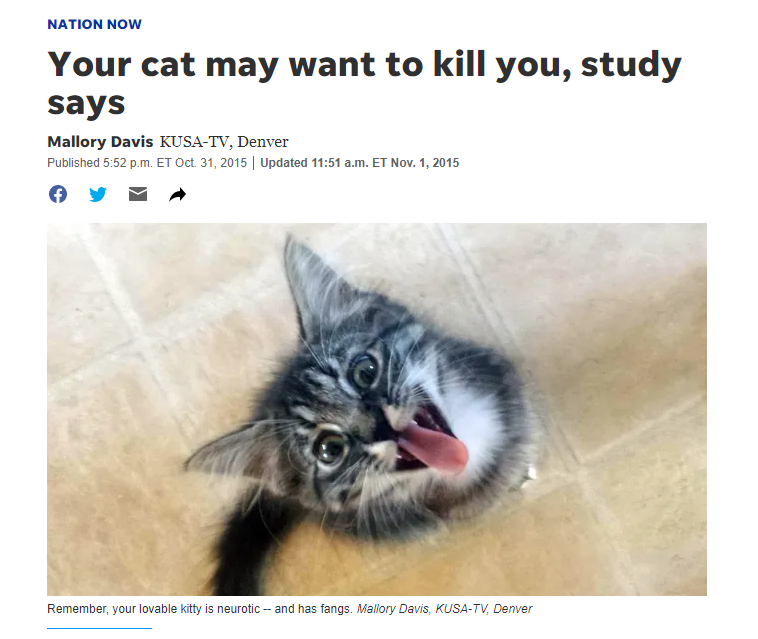 NATION NOW
Your cat may want to kill you, study
says
Mallory Davis KUSA-TV, Denver
Published 5:52 p.m. ET Oct. 31, 2015 | Updated 11:51 a.m. ET Nov. 1, 2015
Remember, your lovable kitty is neurotic -- and has fangs. Mallory Davis, KUSA-TV, Denver